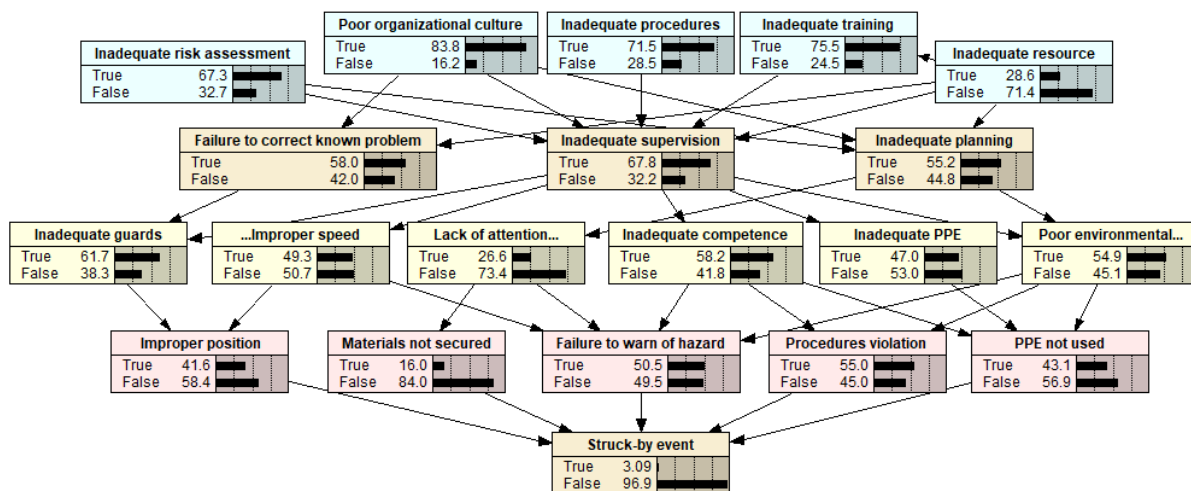 Poor organizational culture
True 83.8
False 16.2
Inadequate procedures
True 71.5
False 28.5
Inadequate training
True 75.5
False 24.5
Inadequate risk assessment
True 67.3
False 32.7
Inadequate resource
True 28.6
False 71.4
Failure to correct known problem
True 58.0
False 42.0
Inadequate supervision
True 67.8
False 32.2
Inadequate planning
True 55.2
False 44.8
Inadequate guards
True 61.7
False 38.3
...Improper speed
True 49.3
False 50.7
Lack of attention...
True 26.6
False 73.4
Inadequate competence
True 58.2
False 41.8
Inadequate PPE
True 47.0
False 53.0
Poor environmental...
True 54.9
False 45.1
Improper position
True 41.6
False 58.4
Materials not secured
True 16.0
False 84.0
Failure to warn of hazard
True 50.5
False 49.5
Procedures violation
True 55.0
False 45.0
PPE not used
True 43.1
False 56.9
Struck-by event
True 3.09
False 96.9